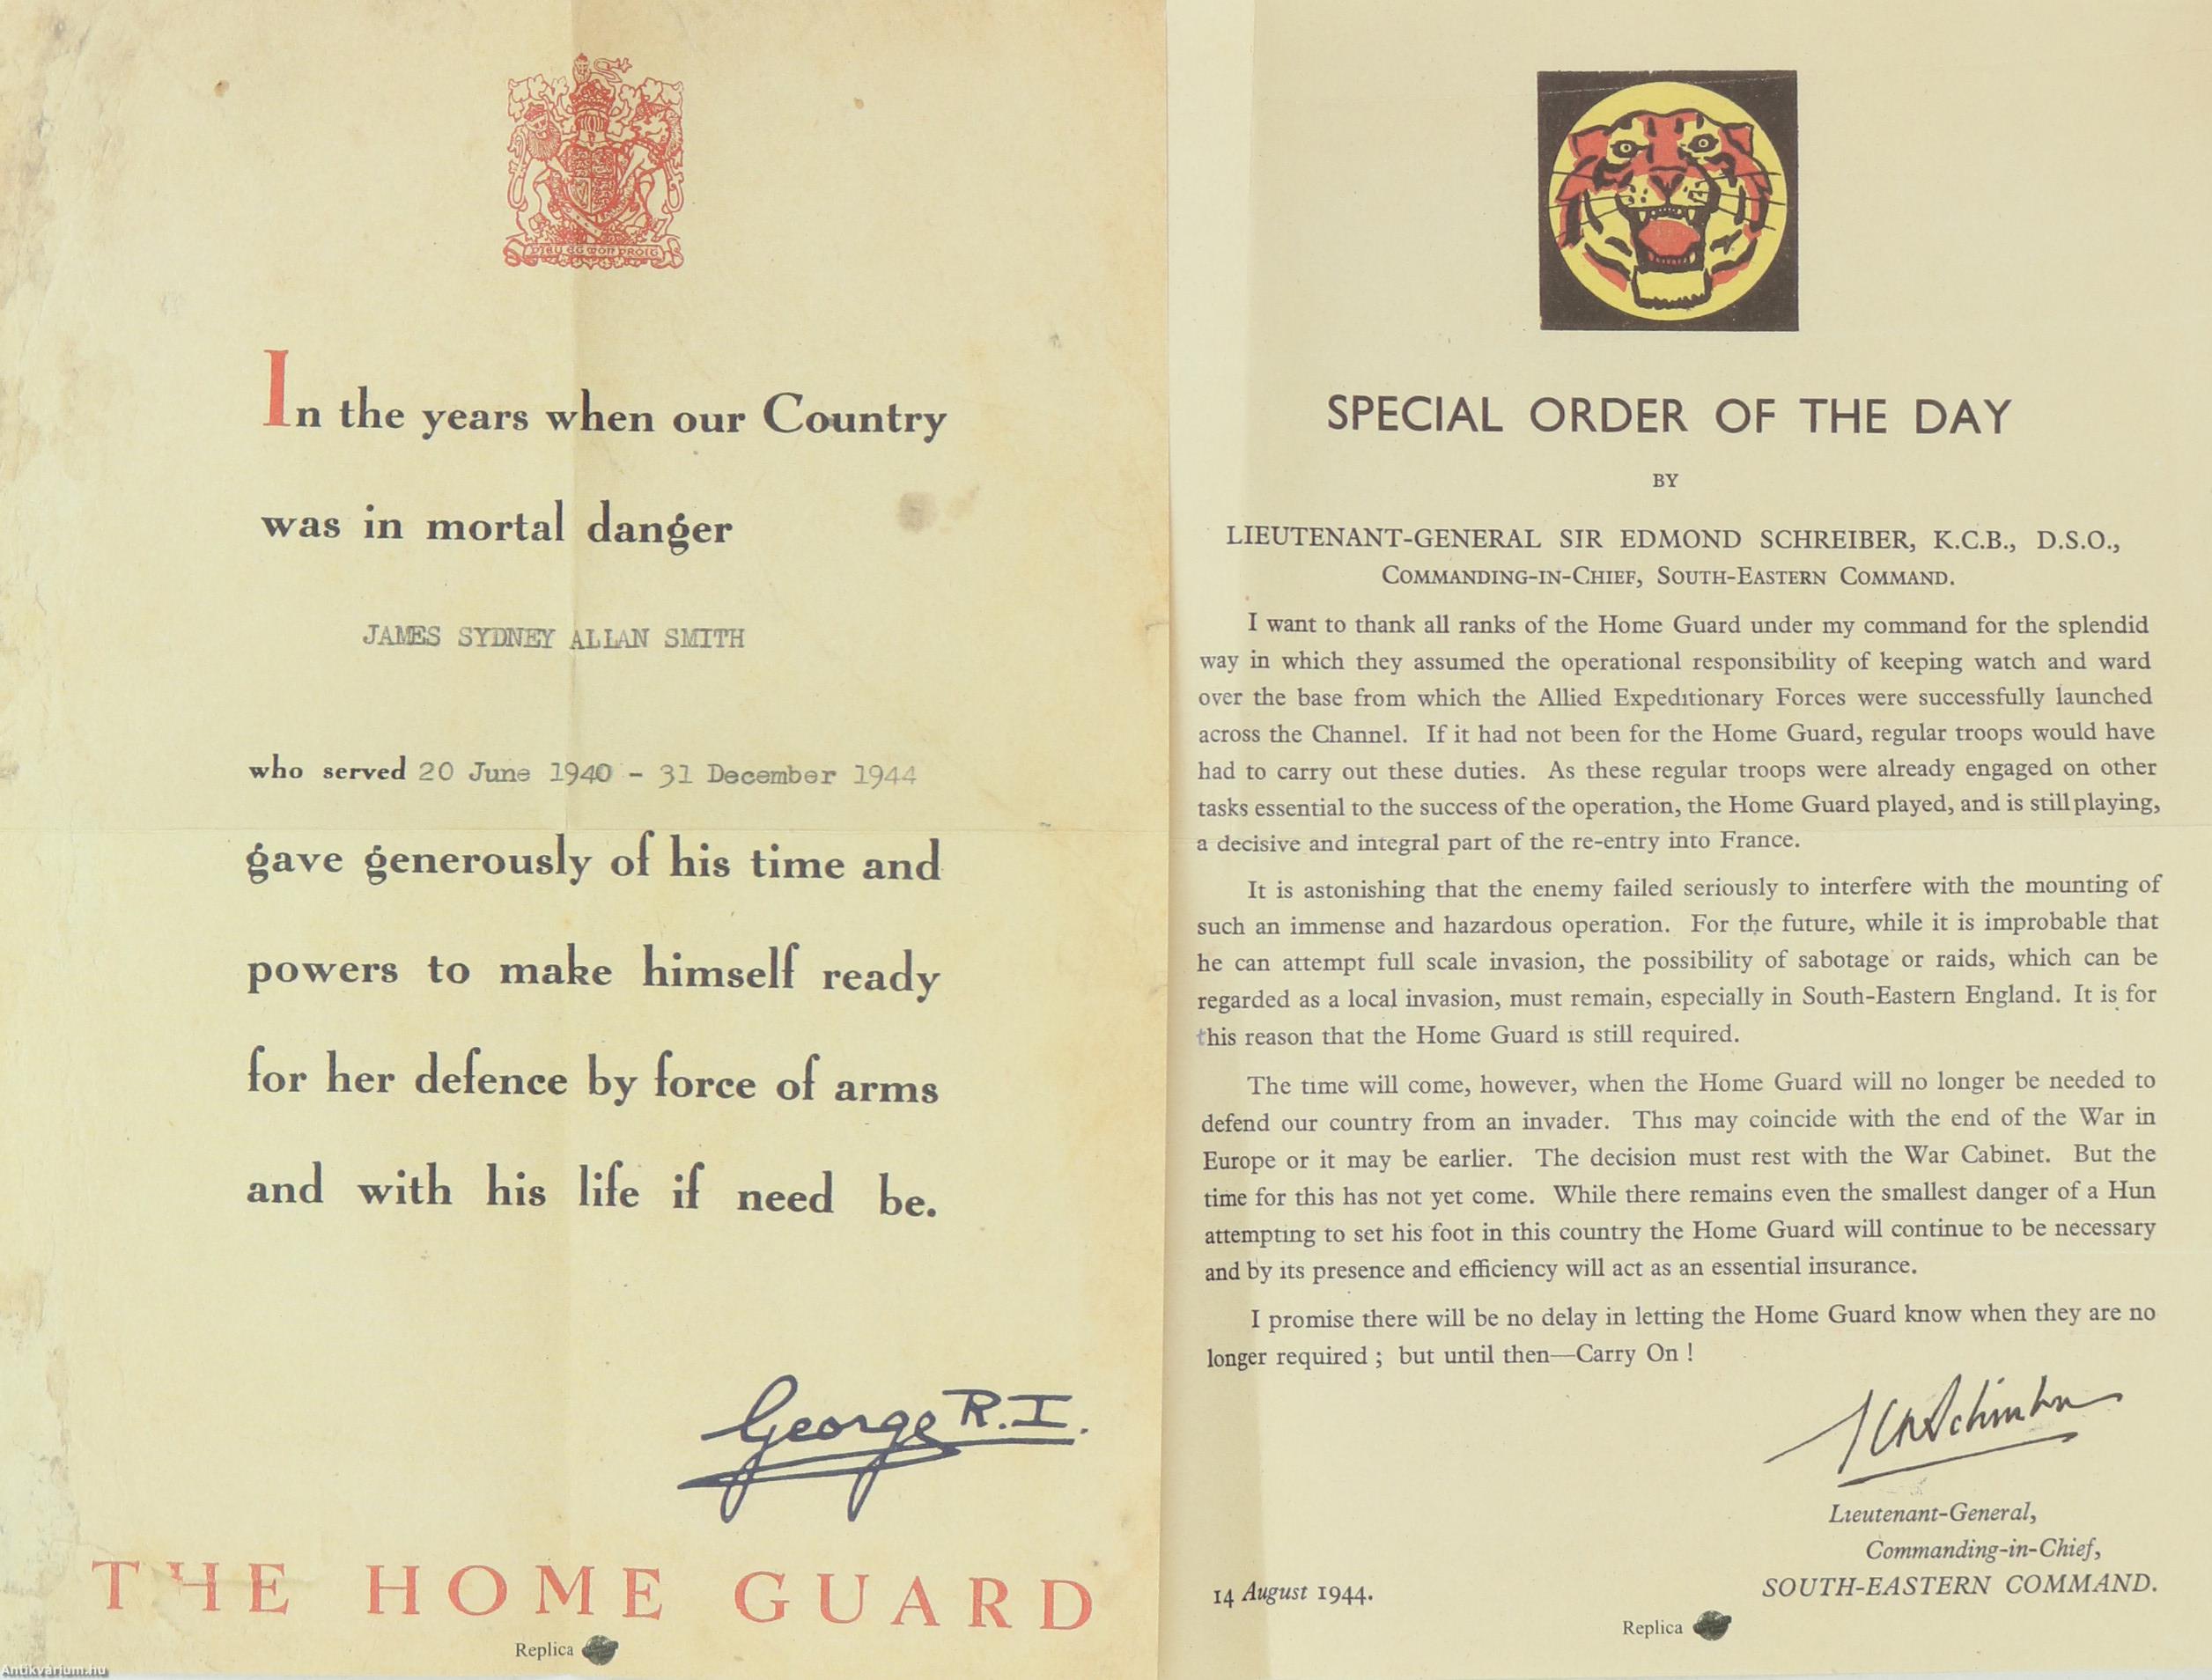 DIEU ET MON DROIT
In the years when our Country
was in mortal danger
JAMES SYDNEY ALLAN SMITH
who served 20 June 1940 - 31 December 1944
gave generously of his time and
powers to make himself ready
for her defence by force of arms
and with his life if need be.
George R.I.
THE HOME GUARD
Replica
SPECIAL ORDER OF THE DAY
BY
LIEUTENANT-GENERAL SIR EDMOND SCHREIBER, K.C.B., D.S.O.,
COMMANDING-IN-CHIEF, SOUTH-EASTERN COMMAND.
I want to thank all ranks of the Home Guard under my command for the splendid
way in which they assumed the operational responsibility of keeping watch and ward
over the base from which the Allied Expeditionary Forces were successfully launched
across the Channel. If it had not been for the Home Guard, regular troops would have
had to carry out these duties. As these regular troops were already engaged on other
tasks essential to the success of the operation, the Home Guard played, and is still playing,
a decisive and integral part of the re-entry into France.
It is astonishing that the enemy failed seriously to interfere with the mounting of
such an immense and hazardous operation. For the future, while it is improbable that
he can attempt full scale invasion, the possibility of sabotage or raids, which can be
regarded as a local invasion, must remain, especially in South-Eastern England. It is for
this reason that the Home Guard is still required.
The time will come, however, when the Home Guard will no longer be needed to
defend our country from an invader. This may coincide with the end of the War in
Europe or it may be earlier. The decision must rest with the War Cabinet. But the
time for this has not yet come. While there remains even the smallest danger of a Hun
attempting to set his foot in this country the Home Guard will continue to be necessary
and by its presence and efficiency will act as an essential insurance.
I promise there will be no delay in letting the Home Guard know when they are no
longer required ; but until then—Carry On !
Lieutenant-General,
Commanding-in-Chief,
SOUTH-EASTERN COMMAND.
14 August 1944.
Replica
Antikvárium.hu